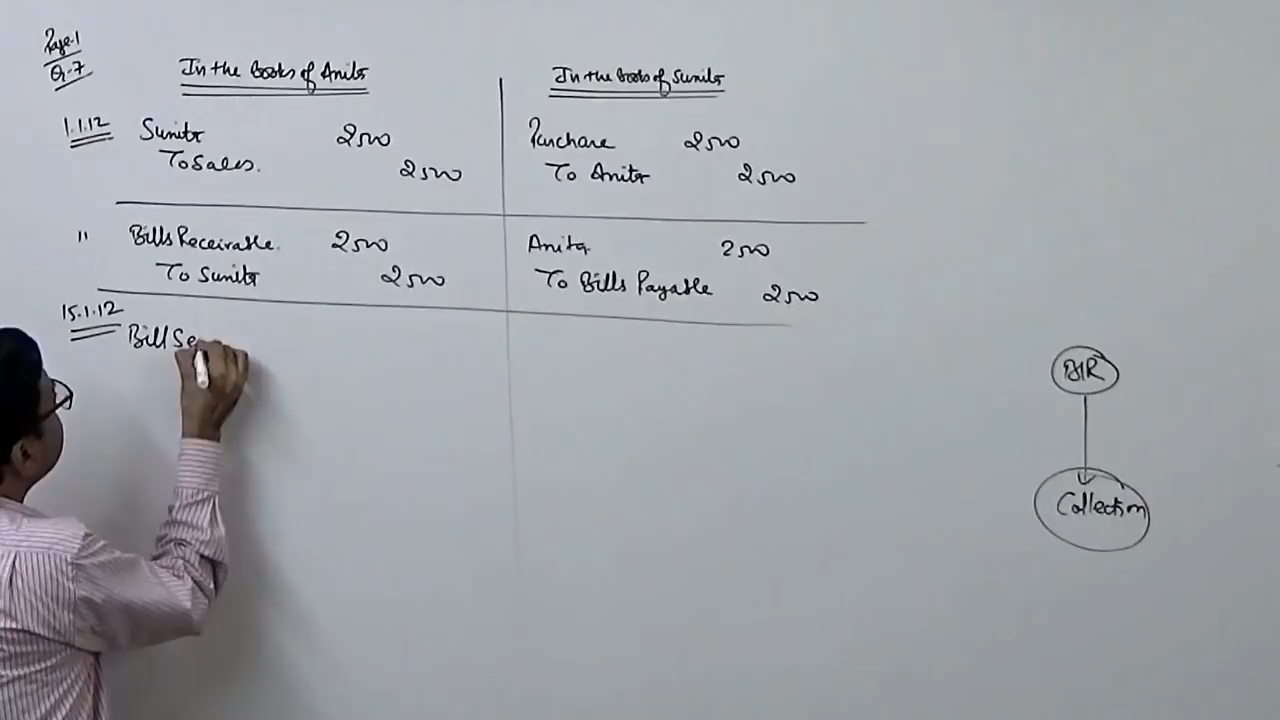 Page-1
Q-7
In the books of Anita
In the books of Sunita
1.1.12
Sunita 2500
To Sales. 2500
Purchase 2500
To Anita 2500
" Bills Receivable. 2500
To Sunita 2500
Anita 2500
To Bills Payable 2500
15.1.12
Bill Se
B/R
Collection